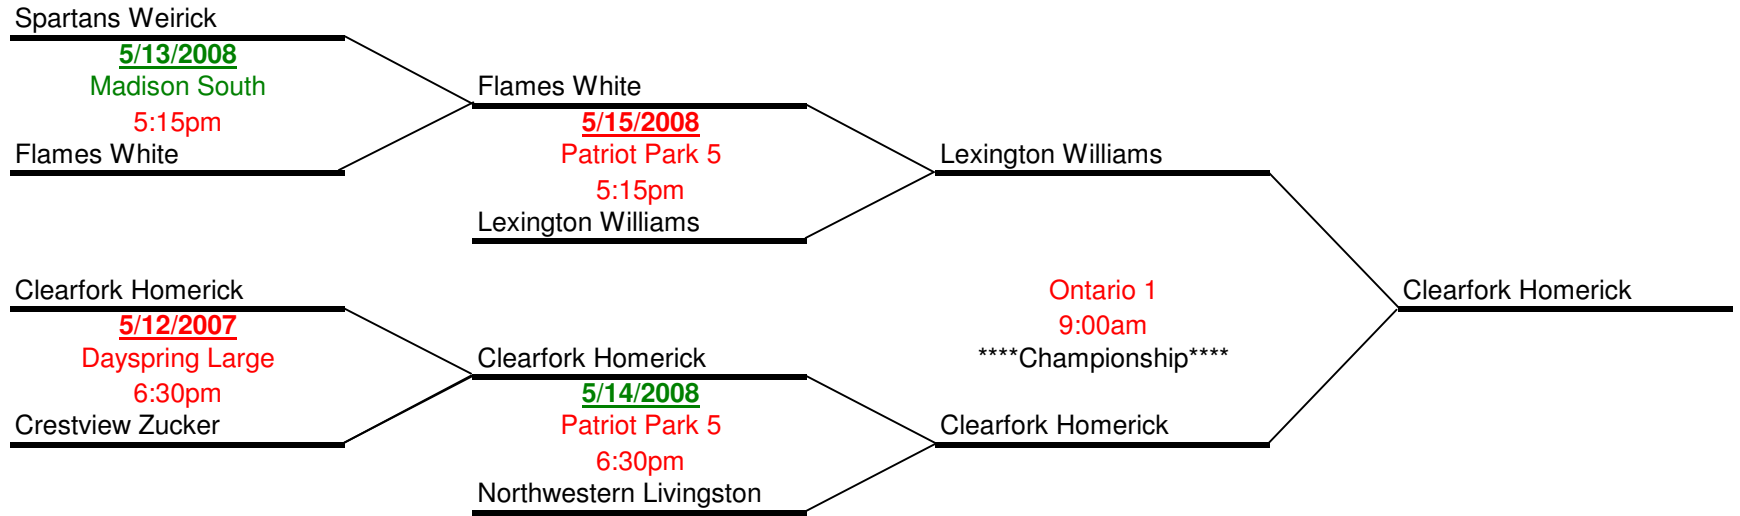 Spartans Weirick
5/13/2008
Madison South
5:15pm
Flames White
Flames White
5/15/2008
Patriot Park 5
5:15pm
Lexington Williams
Lexington Williams
Clearfork Homerick
5/12/2007
Dayspring Large
6:30pm
Crestview Zucker
Clearfork Homerick
5/14/2008
Patriot Park 5
6:30pm
Northwestern Livingston
Ontario 1
9:00am
****Championship****
Clearfork Homerick
Clearfork Homerick